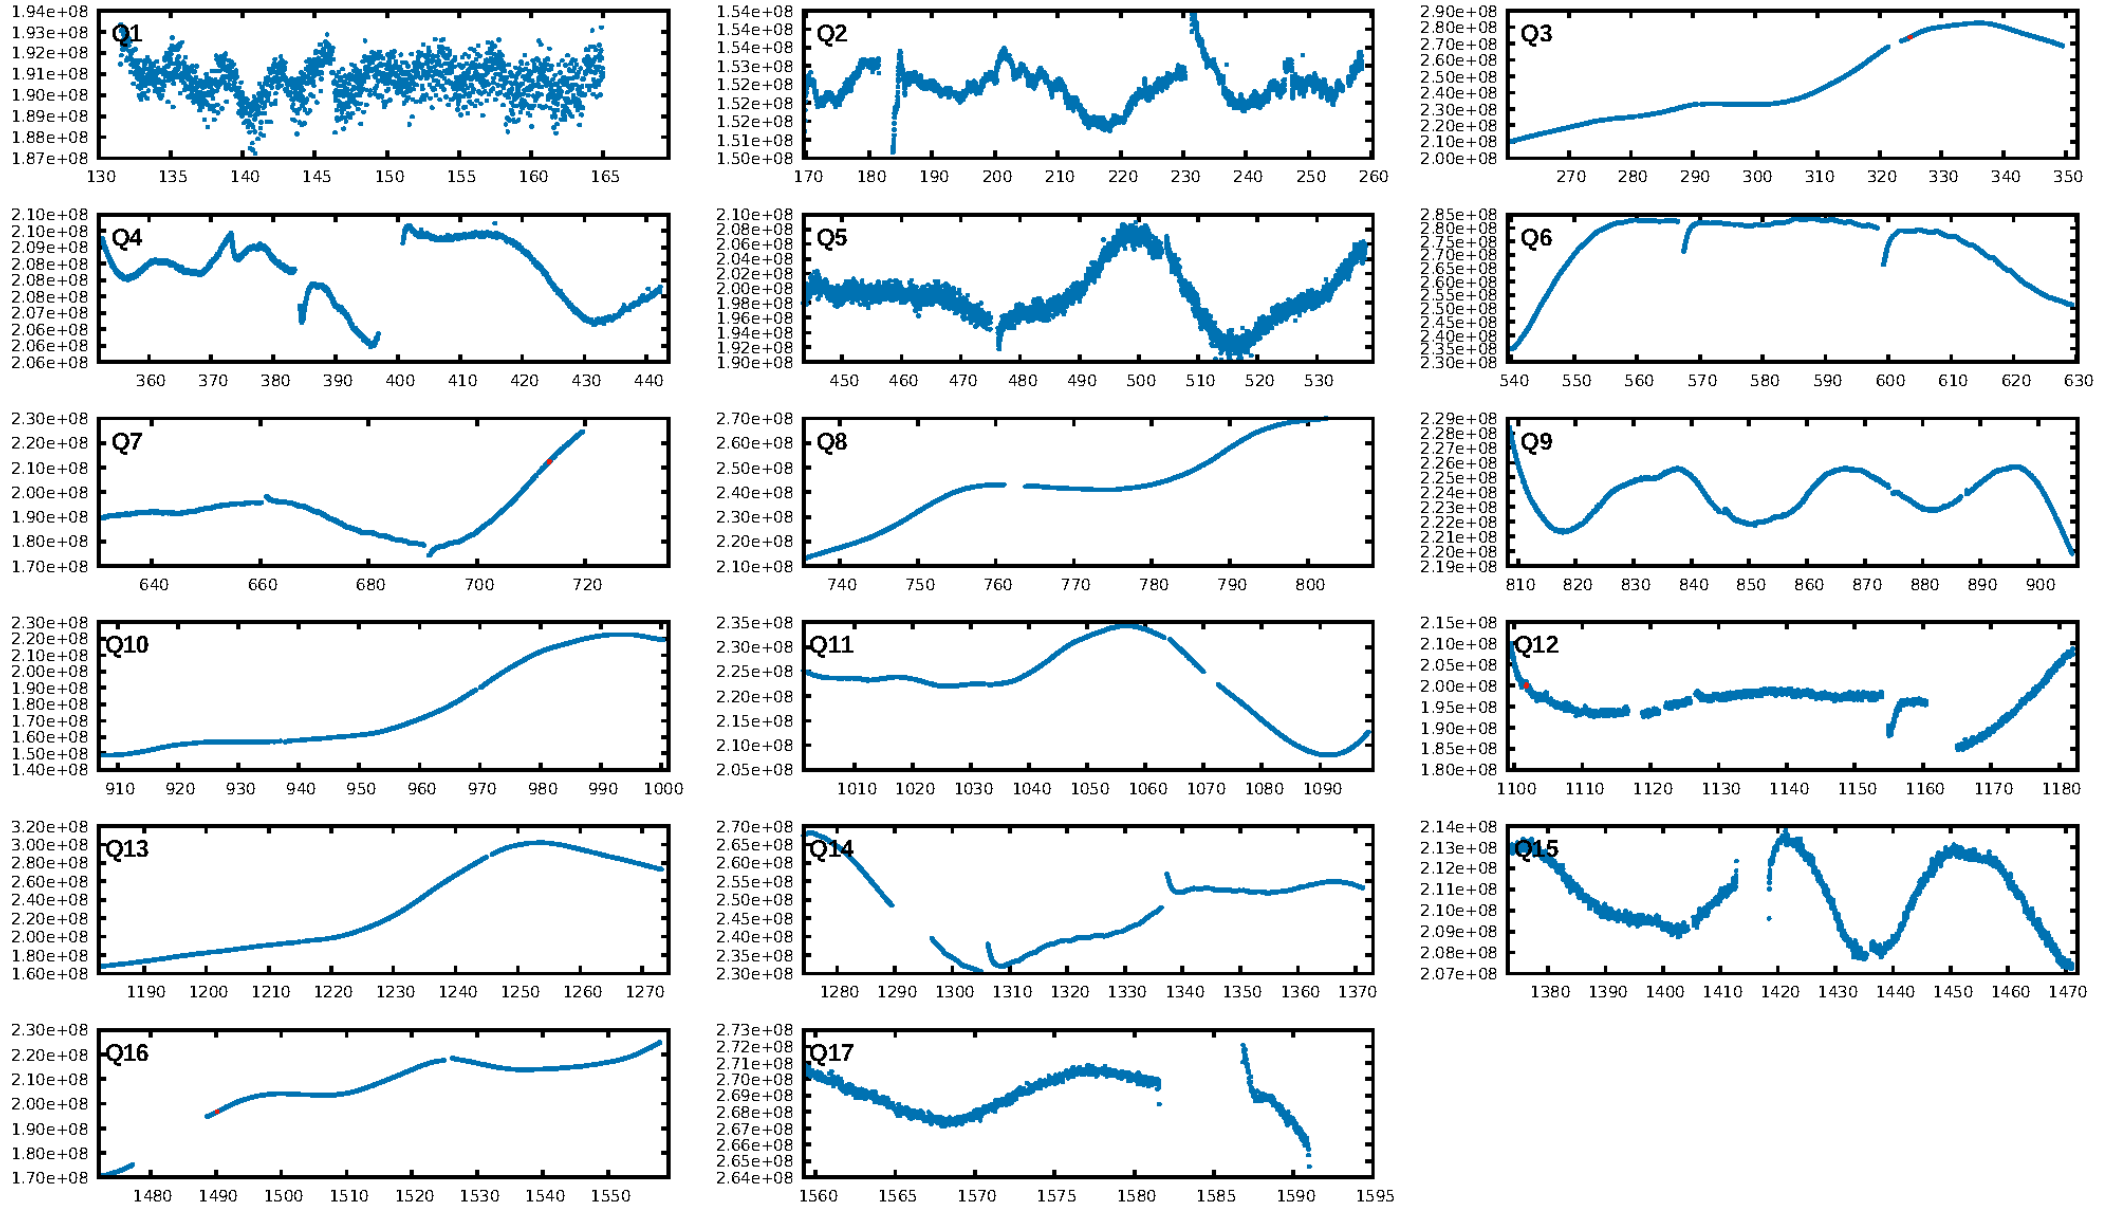 1.94e+08
1.93e+08
1.92e+08
1.91e+08
1.90e+08
1.89e+08
1.88e+08
1.87e+08
Q1
130 135 140 145 150 155 160 165
1.54e+08
1.54e+08
1.53e+08
1.53e+08
1.52e+08
1.52e+08
1.51e+08
1.50e+08
1.50e+08
Q2
170 180 190 200 210 220 230 240 250 260
2.90e+08
2.80e+08
2.70e+08
2.60e+08
2.50e+08
2.40e+08
2.30e+08
2.20e+08
2.10e+08
2.00e+08
Q3
270 280 290 300 310 320 330 340 350
2.10e+08
2.10e+08
2.09e+08
2.08e+08
2.08e+08
2.08e+08
2.07e+08
2.06e+08
2.06e+08
2.06e+08
Q4
360 370 380 390 400 410 420 430 440
2.10e+08
2.08e+08
2.06e+08
2.04e+08
2.02e+08
2.00e+08
1.98e+08
1.96e+08
1.94e+08
1.92e+08
1.90e+08
Q5
450 460 470 480 490 500 510 520 530
2.85e+08
2.80e+08
2.75e+08
2.70e+08
2.65e+08
2.60e+08
2.55e+08
2.50e+08
2.45e+08
2.40e+08
2.35e+08
2.30e+08
Q6
540 550 560 570 580 590 600 610 620 630
2.30e+08
2.20e+08
2.10e+08
2.00e+08
1.90e+08
1.80e+08
1.70e+08
Q7
640 660 680 700 720
2.70e+08
2.60e+08
2.50e+08
2.40e+08
2.30e+08
2.20e+08
2.10e+08
Q8
740 750 760 770 780 790 800
2.29e+08
2.28e+08
2.27e+08
2.26e+08
2.25e+08
2.24e+08
2.23e+08
2.22e+08
2.21e+08
2.20e+08
2.19e+08
Q9
810 820 830 840 850 860 870 880 890 900
2.30e+08
2.20e+08
2.10e+08
2.00e+08
1.90e+08
1.80e+08
1.70e+08
1.60e+08
1.50e+08
1.40e+08
Q10
910 920 930 940 950 960 970 980 990 1000
2.35e+08
2.30e+08
2.25e+08
2.20e+08
2.15e+08
2.10e+08
2.05e+08
Q11
1010 1020 1030 1040 1050 1060 1070 1080 1090
2.15e+08
2.10e+08
2.05e+08
2.00e+08
1.95e+08
1.90e+08
1.85e+08
1.80e+08
Q12
1100 1110 1120 1130 1140 1150 1160 1170 1180
3.20e+08
3.00e+08
2.80e+08
2.60e+08
2.40e+08
2.20e+08
2.00e+08
1.80e+08
1.60e+08
Q13
1190 1200 1210 1220 1230 1240 1250 1260 1270
2.70e+08
2.65e+08
2.60e+08
2.55e+08
2.50e+08
2.45e+08
2.40e+08
2.35e+08
2.30e+08
Q14
1280 1290 1300 1310 1320 1330 1340 1350 1360 1370
2.14e+08
2.13e+08
2.12e+08
2.11e+08
2.10e+08
2.09e+08
2.08e+08
2.07e+08
Q15
1380 1390 1400 1410 1420 1430 1440 1450 1460 1470
2.30e+08
2.20e+08
2.10e+08
2.00e+08
1.90e+08
1.80e+08
1.70e+08
Q16
1480 1490 1500 1510 1520 1530 1540 1550
2.73e+08
2.72e+08
2.71e+08
2.70e+08
2.69e+08
2.68e+08
2.67e+08
2.66e+08
2.65e+08
2.64e+08
Q17
1560 1565 1570 1575 1580 1585 1590 1595